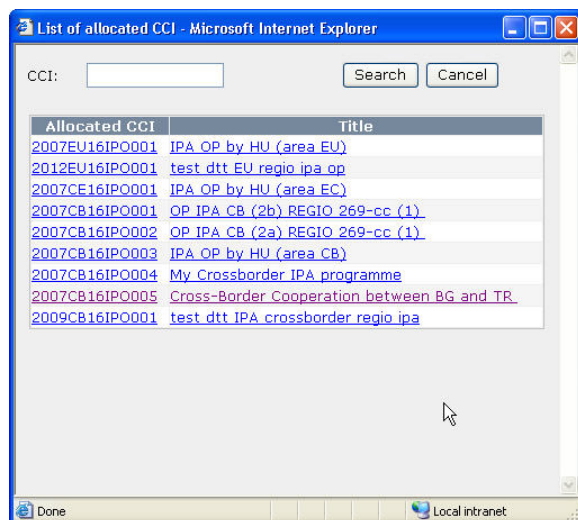 List of allocated CCI - Microsoft Internet Explorer
CCI: Search Cancel
Allocated CCI Title
2007EU16IPO001 IPA OP by HU (area EU)
2012EU16IPO001 test dtt EU regio ipa op
2007CE16IPO001 IPA OP by HU (area EC)
2007CB16IPO001 OP IPA CB (2b) REGIO 269-cc (1)
2007CB16IPO002 OP IPA CB (2a) REGIO 269-cc (1)
2007CB16IPO003 IPA OP by HU (area CB)
2007CB16IPO004 My Crossborder IPA programme
2007CB16IPO005 Cross-Border Cooperation between BG and TR
2009CB16IPO001 test dtt IPA crossborder regio ipa
Done Local intranet